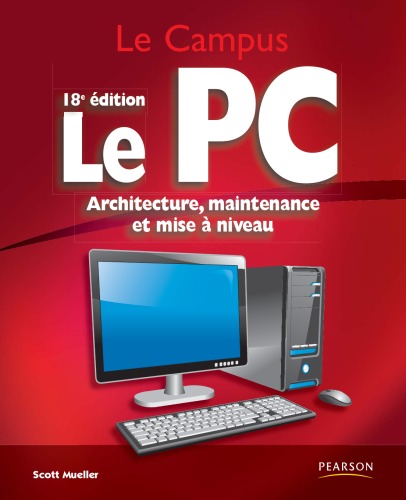 Le Campus
18e édition
Le PC
Architecture, maintenance
et mise à niveau
Scott Mueller
PEARSON